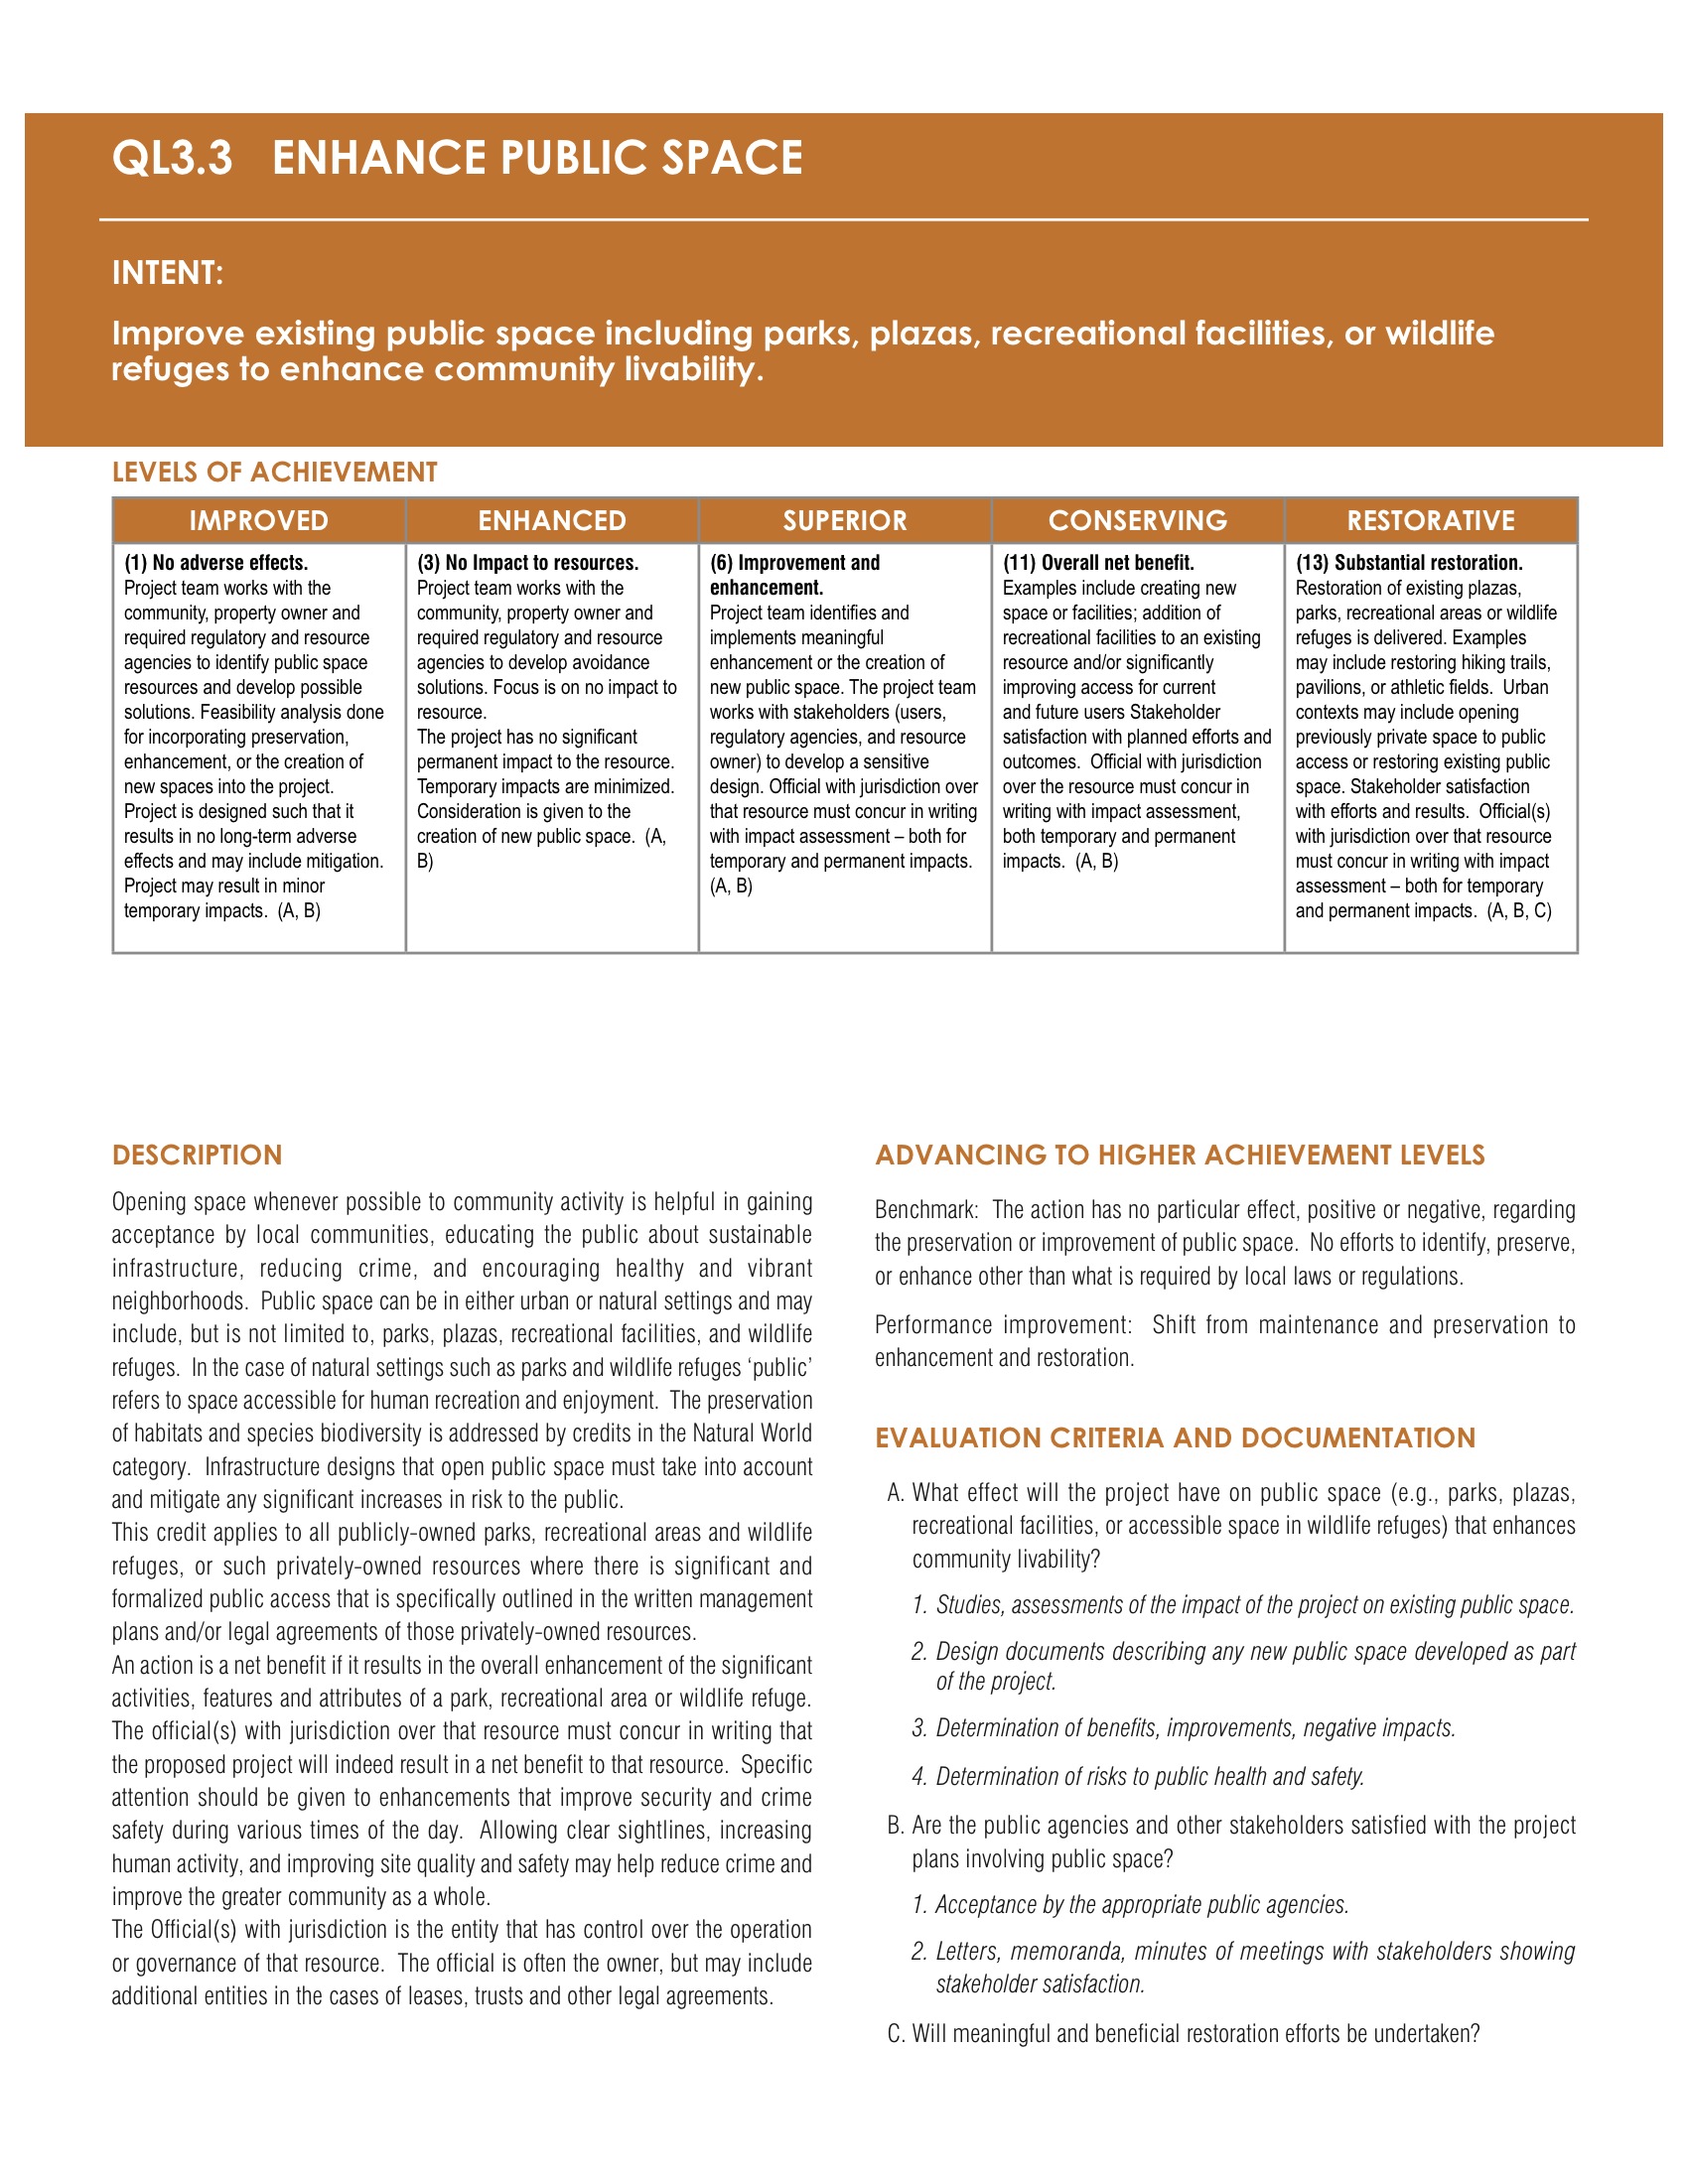 QL3.3 ENHANCE PUBLIC SPACE
INTENT:
Improve existing public space including parks, plazas, recreational facilities, or wildlife
refuges to enhance community livability.
LEVELS OF ACHIEVEMENT
IMPROVED
(1) No adverse effects.
Project team works with the
community, property owner and
required regulatory and resource
agencies to identify public space
resources and develop possible
solutions. Feasibility analysis done
for incorporating preservation,
enhancement, or the creation of
new spaces into the project.
Project is designed such that it
results in no long-term adverse
effects and may include mitigation.
Project may result in minor
temporary impacts. (A, B)
ENHANCED
(3) No Impact to resources.
Project team works with the
community, property owner and
required regulatory and resource
agencies to develop avoidance
solutions. Focus is on no impact to
resource.
The project has no significant
permanent impact to the resource.
Temporary impacts are minimized.
Consideration is given to the
creation of new public space. (A,
B)
SUPERIOR
(6) Improvement and
enhancement.
Project team identifies and
implements meaningful
enhancement or the creation of
new public space. The project team
works with stakeholders (users,
regulatory agencies, and resource
owner) to develop a sensitive
design. Official with jurisdiction over
that resource must concur in writing
with impact assessment – both for
temporary and permanent impacts.
(A, B)
CONSERVING
(11) Overall net benefit.
Examples include creating new
space or facilities; addition of
recreational facilities to an existing
resource and/or significantly
improving access for current
and future users Stakeholder
satisfaction with planned efforts and
outcomes. Official with jurisdiction
over the resource must concur in
writing with impact assessment,
both temporary and permanent
impacts. (A, B)
RESTORATIVE
(13) Substantial restoration.
Restoration of existing plazas,
parks, recreational areas or wildlife
refuges is delivered. Examples
may include restoring hiking trails,
pavilions, or athletic fields. Urban
contexts may include opening
previously private space to public
access or restoring existing public
space. Stakeholder satisfaction
with efforts and results. Official(s)
with jurisdiction over that resource
must concur in writing with impact
assessment – both for temporary
and permanent impacts. (A, B, C)
DESCRIPTION
Opening space whenever possible to community activity is helpful in gaining
acceptance by local communities, educating the public about sustainable
infrastructure, reducing crime, and encouraging healthy and vibrant
neighborhoods. Public space can be in either urban or natural settings and may
include, but is not limited to, parks, plazas, recreational facilities, and wildlife
refuges. In the case of natural settings such as parks and wildlife refuges ‘public’
refers to space accessible for human recreation and enjoyment. The preservation
of habitats and species biodiversity is addressed by credits in the Natural World
category. Infrastructure designs that open public space must take into account
and mitigate any significant increases in risk to the public.
This credit applies to all publicly-owned parks, recreational areas and wildlife
refuges, or such privately-owned resources where there is significant and
formalized public access that is specifically outlined in the written management
plans and/or legal agreements of those privately-owned resources.
An action is a net benefit if it results in the overall enhancement of the significant
activities, features and attributes of a park, recreational area or wildlife refuge.
The official(s) with jurisdiction over that resource must concur in writing that
the proposed project will indeed result in a net benefit to that resource. Specific
attention should be given to enhancements that improve security and crime
safety during various times of the day. Allowing clear sightlines, increasing
human activity, and improving site quality and safety may help reduce crime and
improve the greater community as a whole.
The Official(s) with jurisdiction is the entity that has control over the operation
or governance of that resource. The official is often the owner, but may include
additional entities in the cases of leases, trusts and other legal agreements.
ADVANCING TO HIGHER ACHIEVEMENT LEVELS
Benchmark: The action has no particular effect, positive or negative, regarding
the preservation or improvement of public space. No efforts to identify, preserve,
or enhance other than what is required by local laws or regulations.
Performance improvement: Shift from maintenance and preservation to
enhancement and restoration.
EVALUATION CRITERIA AND DOCUMENTATION
A. What effect will the project have on public space (e.g., parks, plazas,
recreational facilities, or accessible space in wildlife refuges) that enhances
community livability?
1. Studies, assessments of the impact of the project on existing public space.
2. Design documents describing any new public space developed as part
of the project.
3. Determination of benefits, improvements, negative impacts.
4. Determination of risks to public health and safety.
B. Are the public agencies and other stakeholders satisfied with the project
plans involving public space?
1. Acceptance by the appropriate public agencies.
2. Letters, memoranda, minutes of meetings with stakeholders showing
stakeholder satisfaction.
C. Will meaningful and beneficial restoration efforts be undertaken?